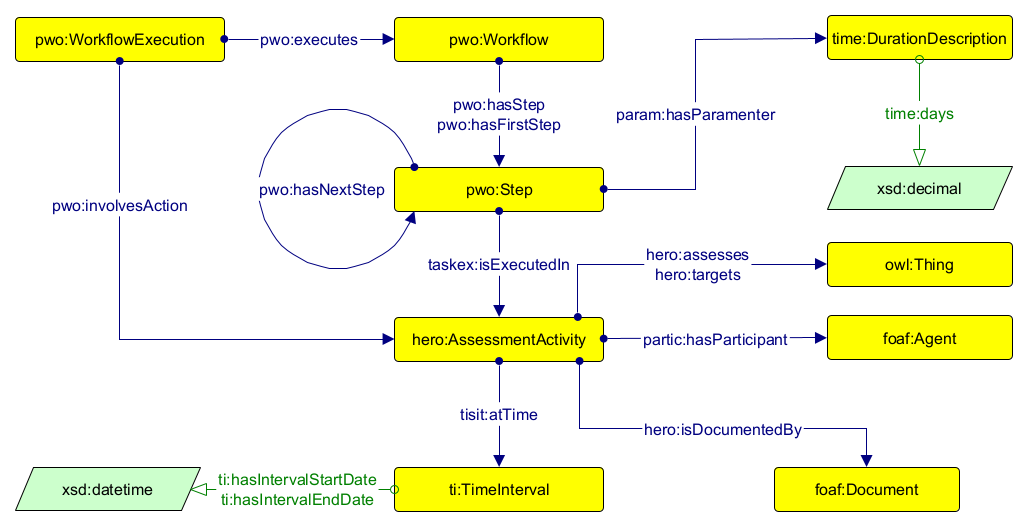 pwo:WorkflowExecution
pwo:executes
pwo:Workflow
time:DurationDescription
pwo:hasStep
pwo:hasFirstStep
param:hasParamenter
time:days
pwo:hasNextStep
pwo:Step
xsd:decimal
pwo:involvesAction
taskex:isExecutedIn
hero:assesses
hero:targets
owl:Thing
hero:AssessmentActivity
partic:hasParticipant
foaf:Agent
tisit:atTime
hero:isDocumentedBy
xsd:datetime
ti:hasIntervalStartDate
ti:hasIntervalEndDate
ti:TimeInterval
foaf:Document